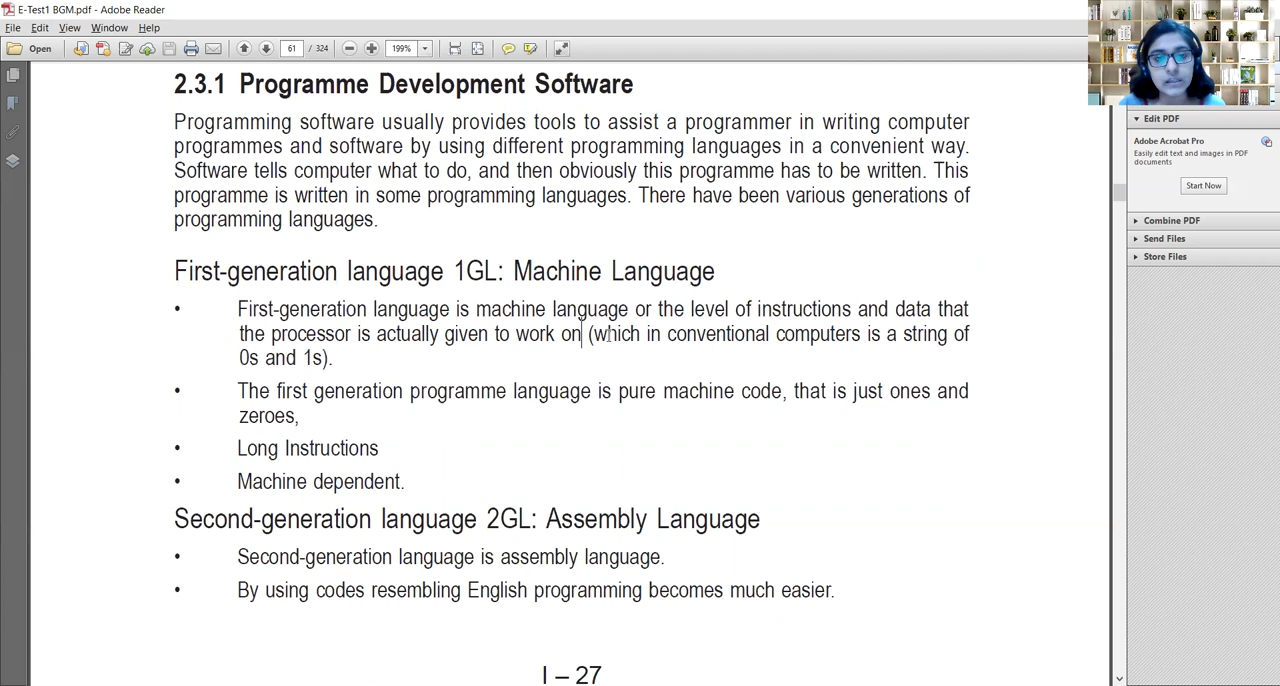 E-Test1 BGM.pdf - Adobe Reader
File Edit View Window Help
Open 61 / 324 199%
2.3.1 Programme Development Software
Programming software usually provides tools to assist a programmer in writing computer
programmes and software by using different programming languages in a convenient way.
Software tells computer what to do, and then obviously this programme has to be written. This
programme is written in some programming languages. There have been various generations of
programming languages.
First-generation language 1GL: Machine Language
• First-generation language is machine language or the level of instructions and data that
the processor is actually given to work on (which in conventional computers is a string of
0s and 1s).
• The first generation programme language is pure machine code, that is just ones and
zeroes,
• Long Instructions
• Machine dependent.
Second-generation language 2GL: Assembly Language
• Second-generation language is assembly language.
• By using codes resembling English programming becomes much easier.
I – 27
Edit PDF
Adobe Acrobat Pro
Easily edit text and images in PDF
documents
Start Now
Combine PDF
Send Files
Store Files